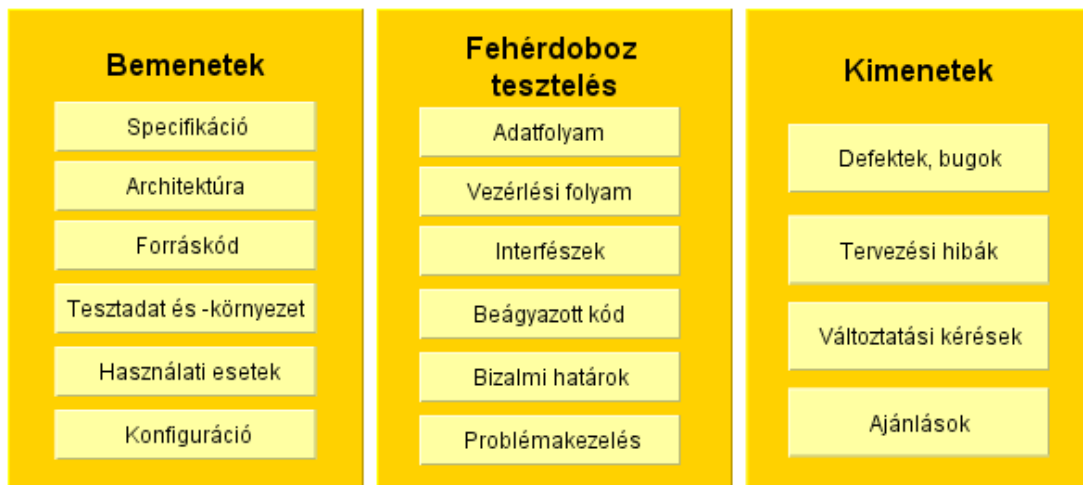 Bemenetek
Specifikáció
Architektúra
Forráskód
Tesztadat és -környezet
Használati esetek
Konfiguráció
Fehérdoboz
tesztelés
Adatfolyam
Vezérlési folyam
Interfészek
Beágyazott kód
Bizalmi határok
Problémakezelés
Kimenetek
Defektek, bugok
Tervezési hibák
Változtatási kérések
Ajánlások